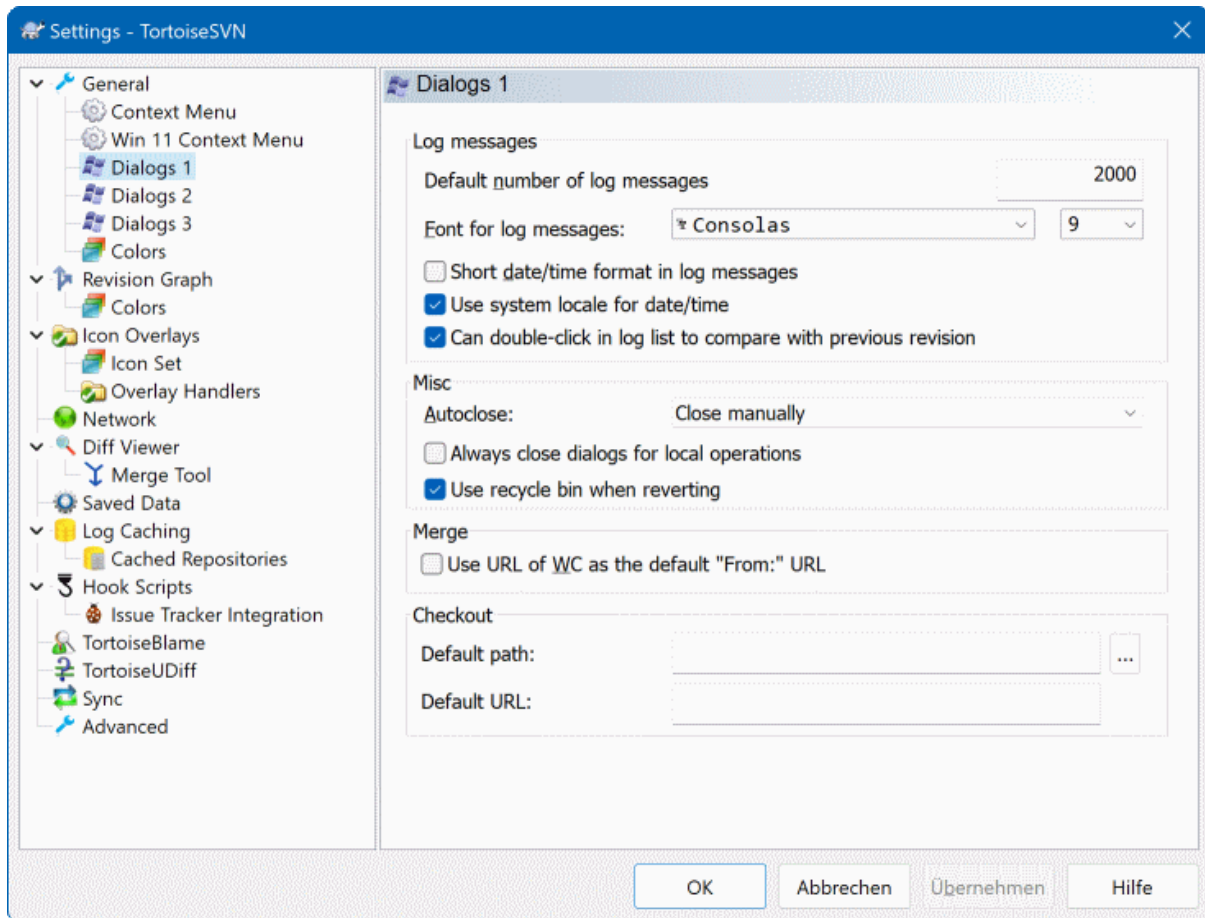 Settings - TortoiseSVN
General
Context Menu
Win 11 Context Menu
Dialogs 1
Dialogs 2
Dialogs 3
Colors
Revision Graph
Colors
Icon Overlays
Icon Set
Overlay Handlers
Network
Diff Viewer
Merge Tool
Saved Data
Log Caching
Cached Repositories
Hook Scripts
Issue Tracker Integration
TortoiseBlame
TortoiseUDiff
Sync
Advanced
Dialogs 1
Log messages
Default number of log messages 2000
Font for log messages: Consolas 9
Short date/time format in log messages
Use system locale for date/time
Can double-click in log list to compare with previous revision
Misc
Autoclose: Close manually
Always close dialogs for local operations
Use recycle bin when reverting
Merge
Use URL of WC as the default "From:" URL
Checkout
Default path: ...
Default URL:
OK Abbrechen Übernehmen Hilfe